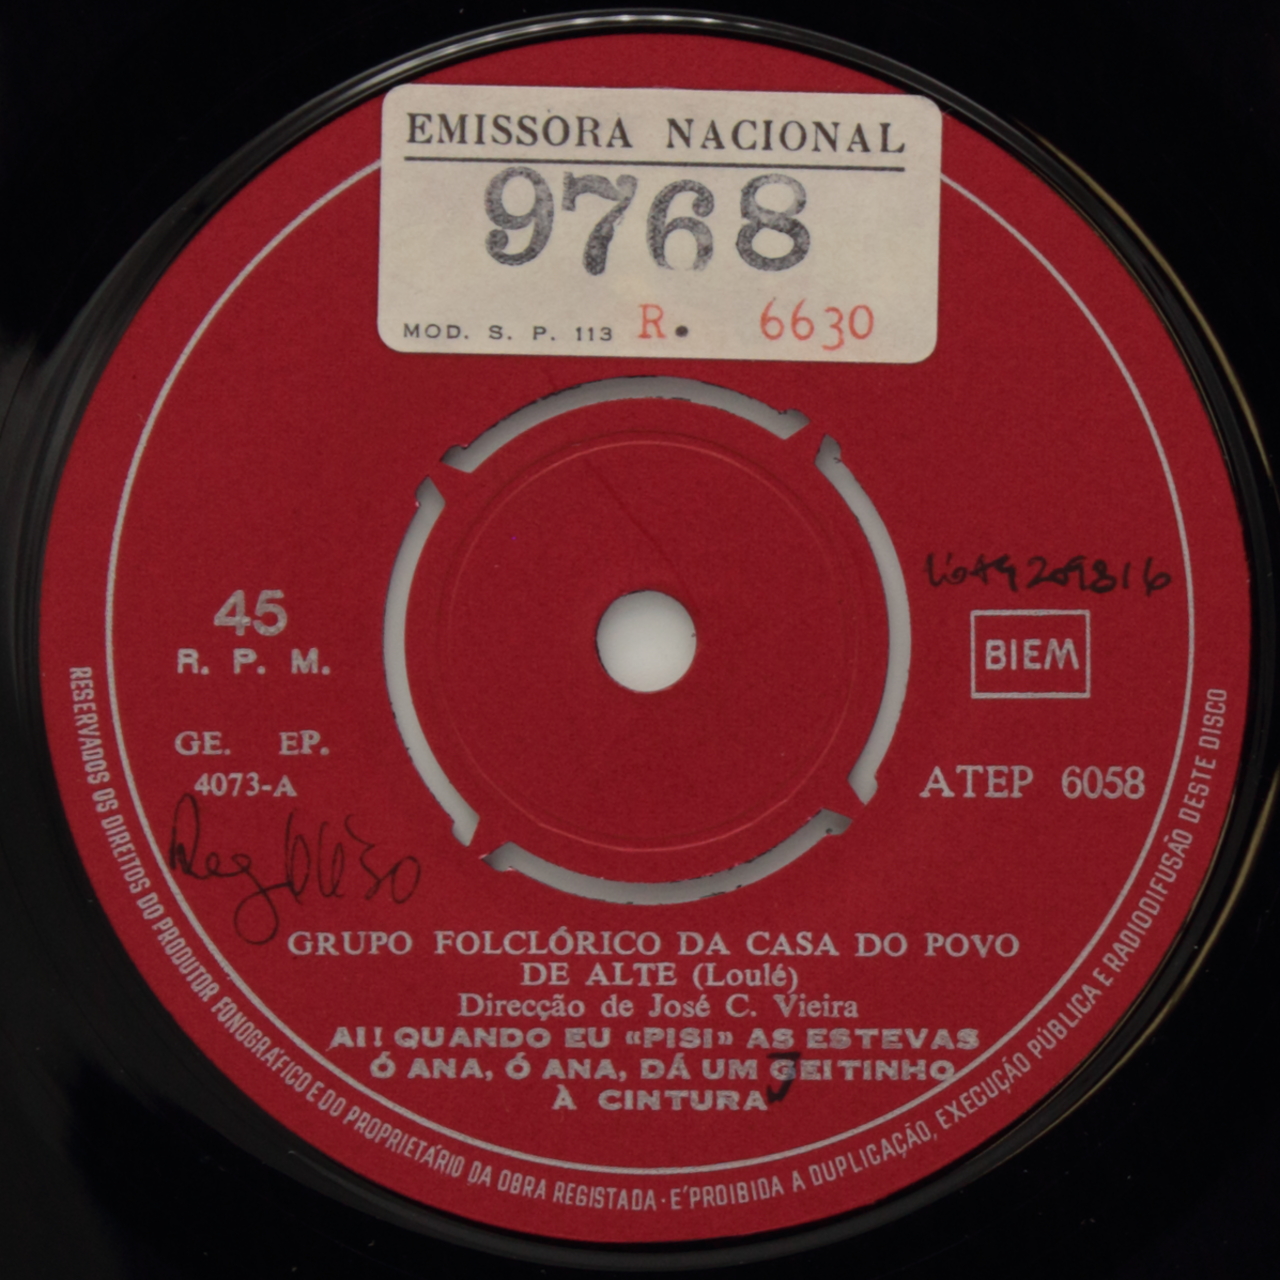 EMISSORA NACIONAL
9768
MOD. S. P. 113 R. 6630
45
R. P. M.
BIEM
GE. EP.
4073-A
ATEP 6058
Reg 6630
GRUPO FOLCLÓRICO DA CASA DO POVO
DE ALTE (Loulé)
Direcção de José C. Vieira
AI! QUANDO EU «PISI» AS ESTEVAS
Ó ANA, Ó ANA, DÁ UM GEITINHO
J
À CINTURA
RESERVADOS OS DIREITOS DO PRODUTOR FONOGRÁFICO E DO PROPRIETÁRIO DA OBRA REGISTADA · E' PROIBIDA A DUPLICAÇÃO, EXECUÇÃO PÚBLICA E RADIODIFUSÃO DESTE DISCO